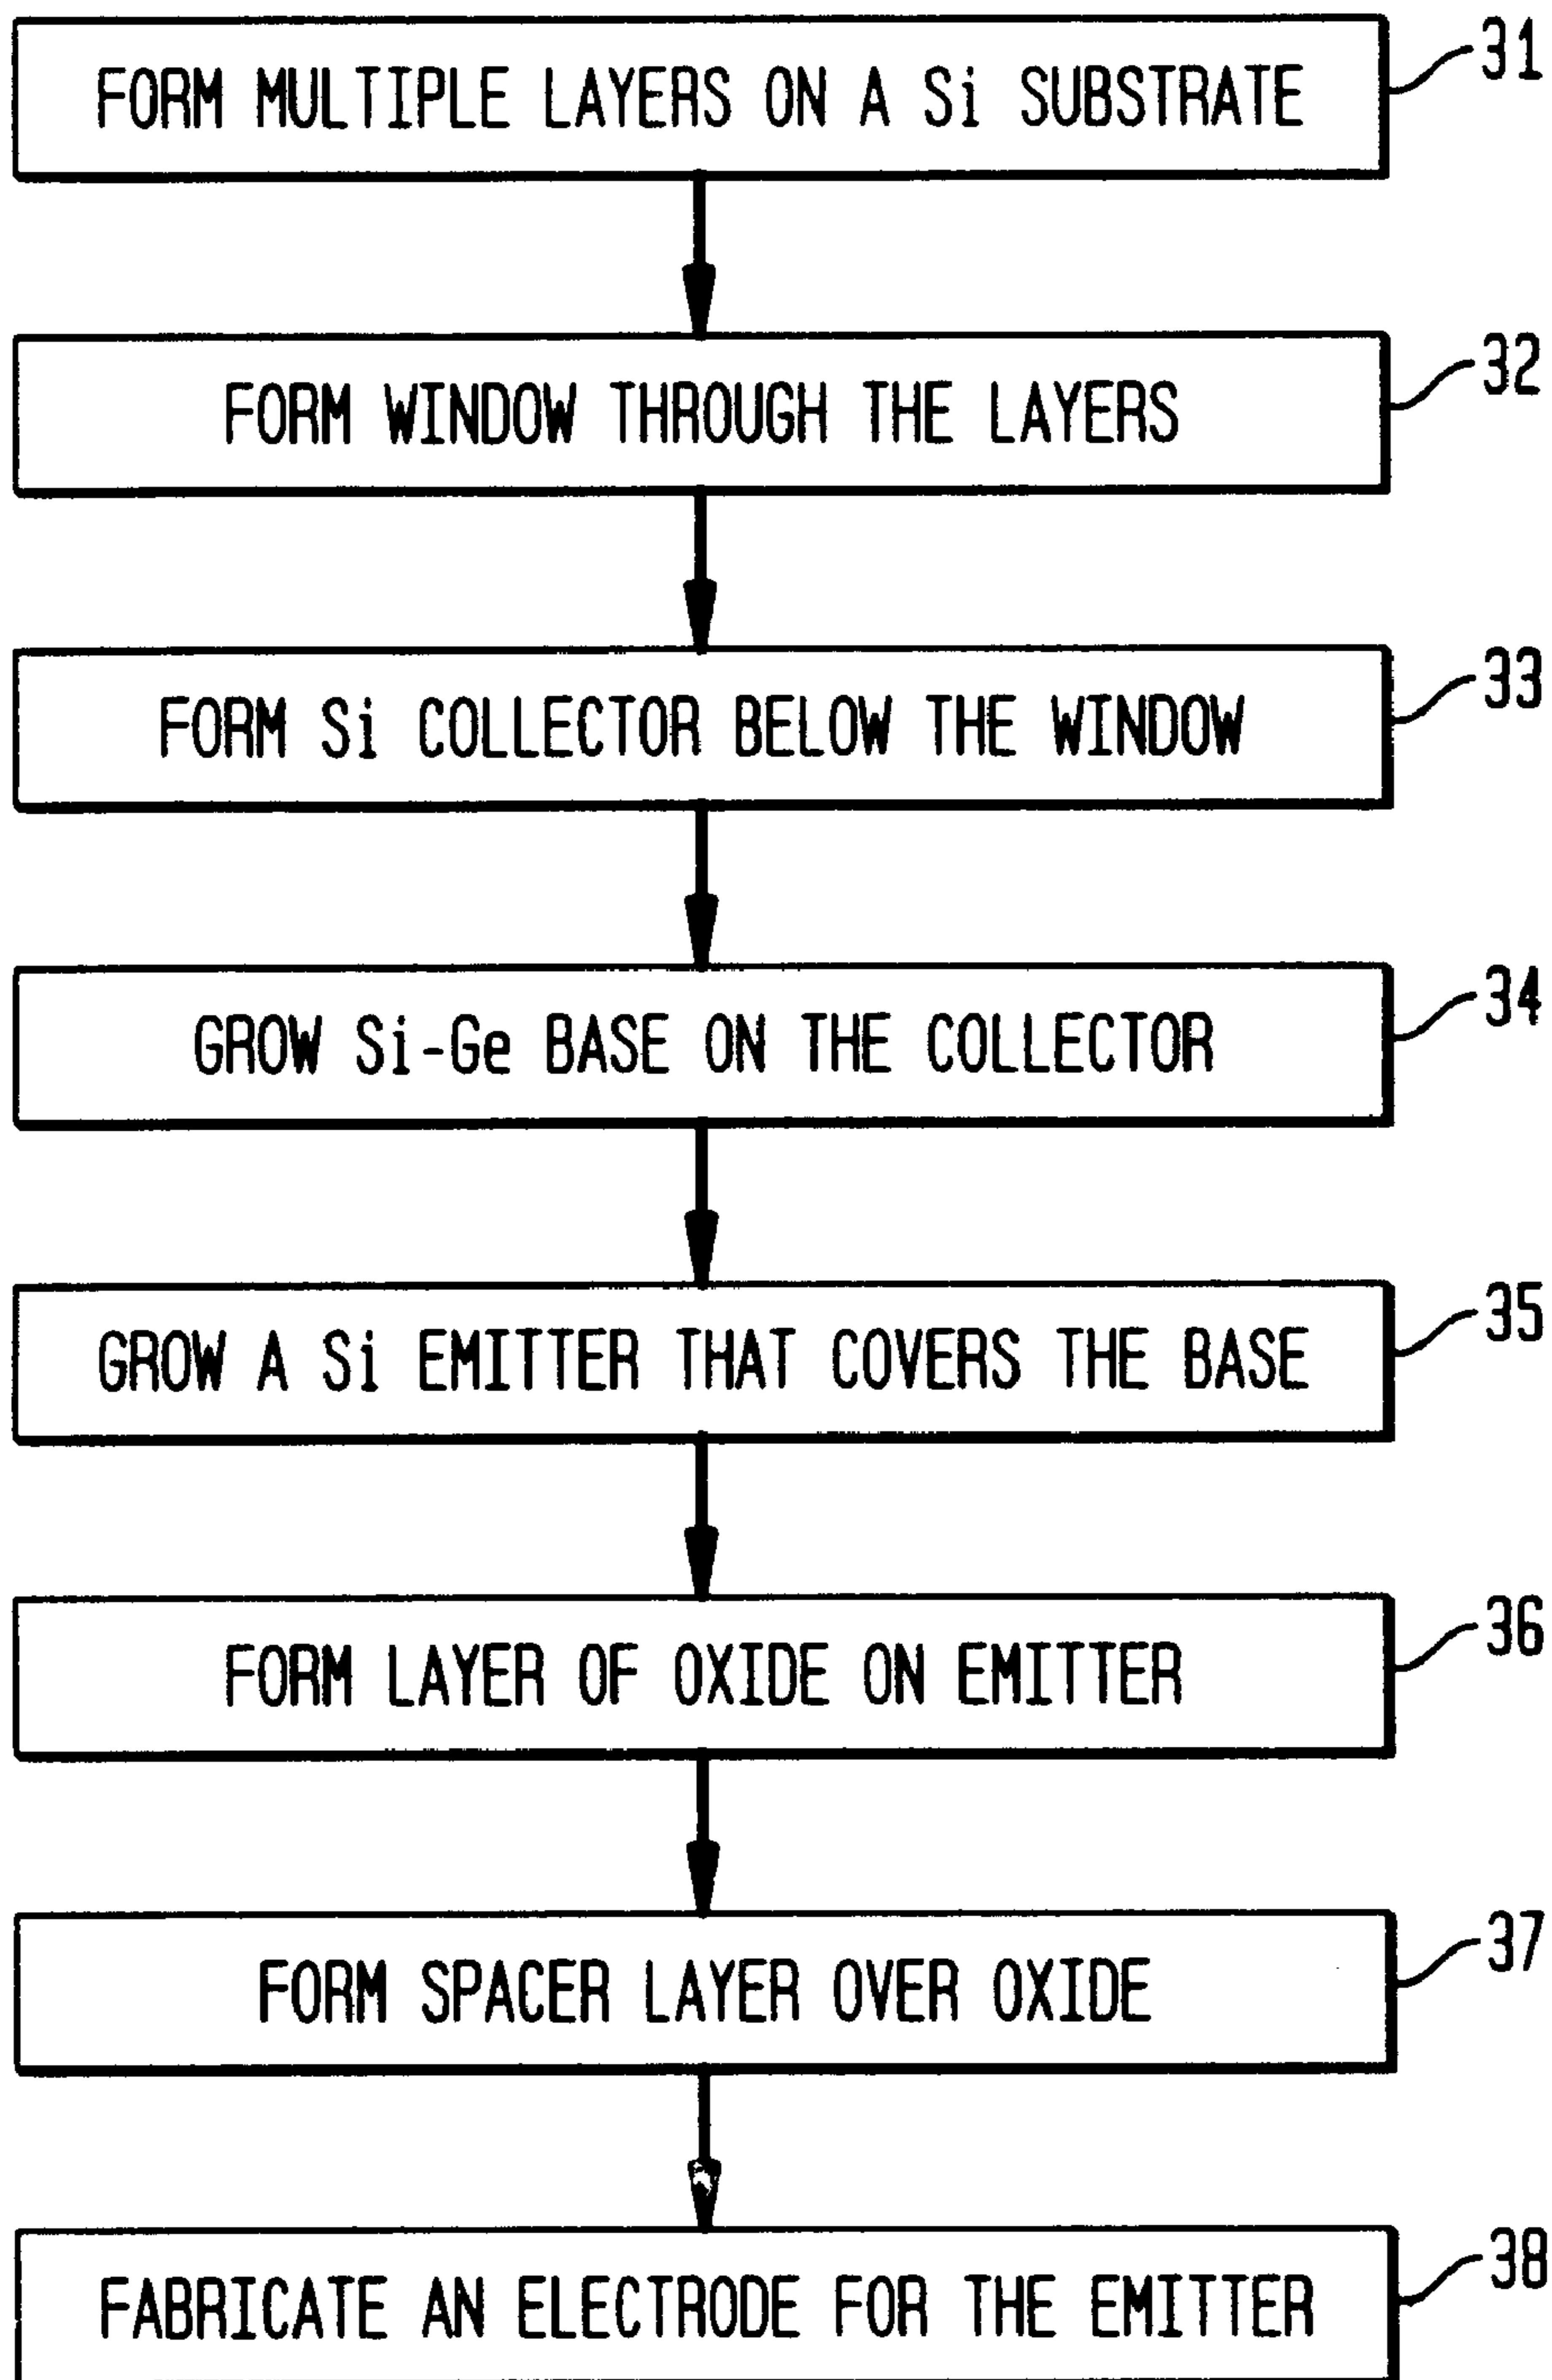 FORM MULTIPLE LAYERS ON A Si SUBSTRATE
31
FORM WINDOW THROUGH THE LAYERS
32
FORM Si COLLECTOR BELOW THE WINDOW
33
GROW Si-Ge BASE ON THE COLLECTOR
34
GROW A Si EMITTER THAT COVERS THE BASE
35
FORM LAYER OF OXIDE ON EMITTER
36
FORM SPACER LAYER OVER OXIDE
37
FABRICATE AN ELECTRODE FOR THE EMITTER
38